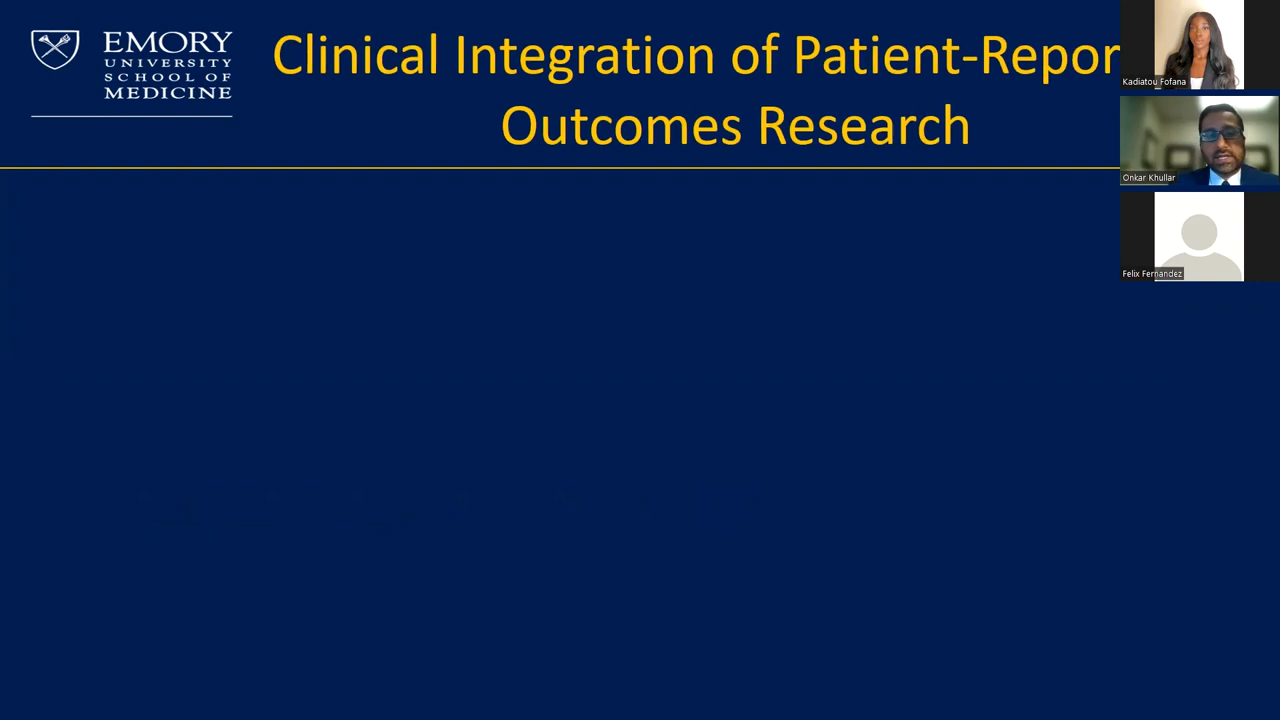 EMORY
UNIVERSITY
SCHOOL OF
MEDICINE
Clinical Integration of Patient-Repor
Outcomes Research
Kadiatou Fofana
Onkar Khullar
Felix Fernandez